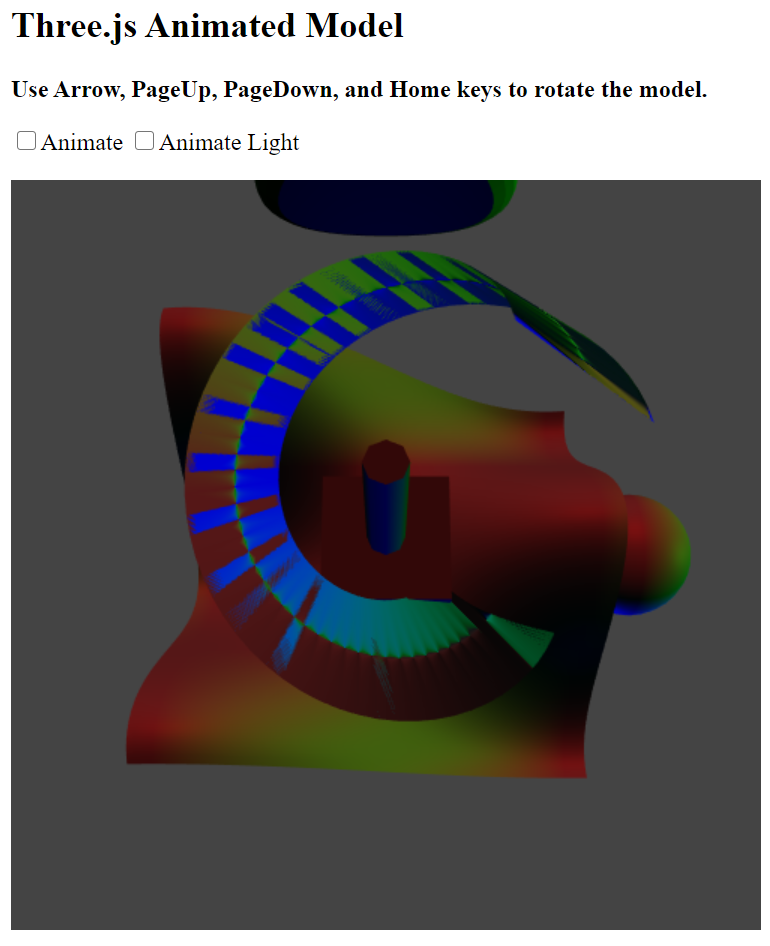 Three.js Animated Model
Use Arrow, PageUp, PageDown, and Home keys to rotate the model.
Animate Animate Light